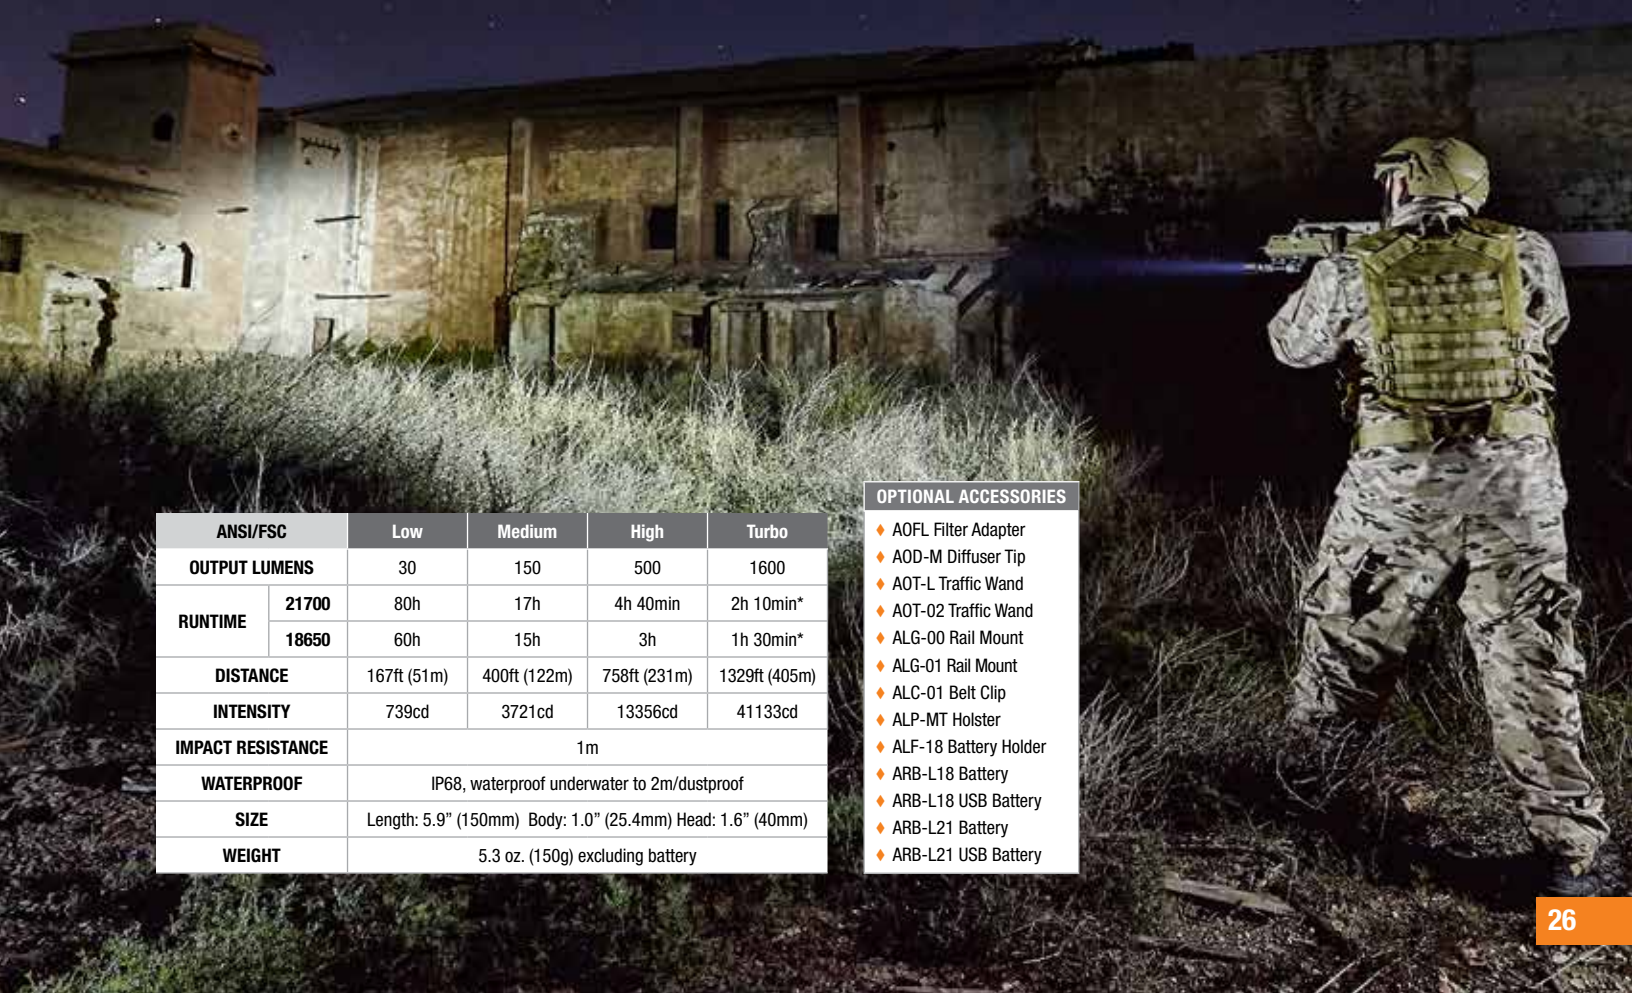 ANSI/FSC Low Medium High Turbo
OUTPUT LUMENS 30 150 500 1600
RUNTIME
21700 80h 17h 4h 40min 2h 10min*
18650 60h 15h 3h 1h 30min*
DISTANCE 167ft (51m) 400ft (122m) 758ft (231m) 1329ft (405m)
INTENSITY 739cd 3721cd 13356cd 41133cd
IMPACT RESISTANCE 1m
WATERPROOF IP68, waterproof underwater to 2m/dustproof
SIZE Length: 5.9” (150mm) Body: 1.0” (25.4mm) Head: 1.6” (40mm)
WEIGHT 5.3 oz. (150g) excluding battery
OPTIONAL ACCESSORIES
♦ AOFL Filter Adapter
♦ AOD-M Diffuser Tip
♦ AOT-L Traffic Wand
♦ AOT-02 Traffic Wand
♦ ALG-00 Rail Mount
♦ ALG-01 Rail Mount
♦ ALC-01 Belt Clip
♦ ALP-MT Holster
♦ ALF-18 Battery Holder
♦ ARB-L18 Battery
♦ ARB-L18 USB Battery
♦ ARB-L21 Battery
♦ ARB-L21 USB Battery
26